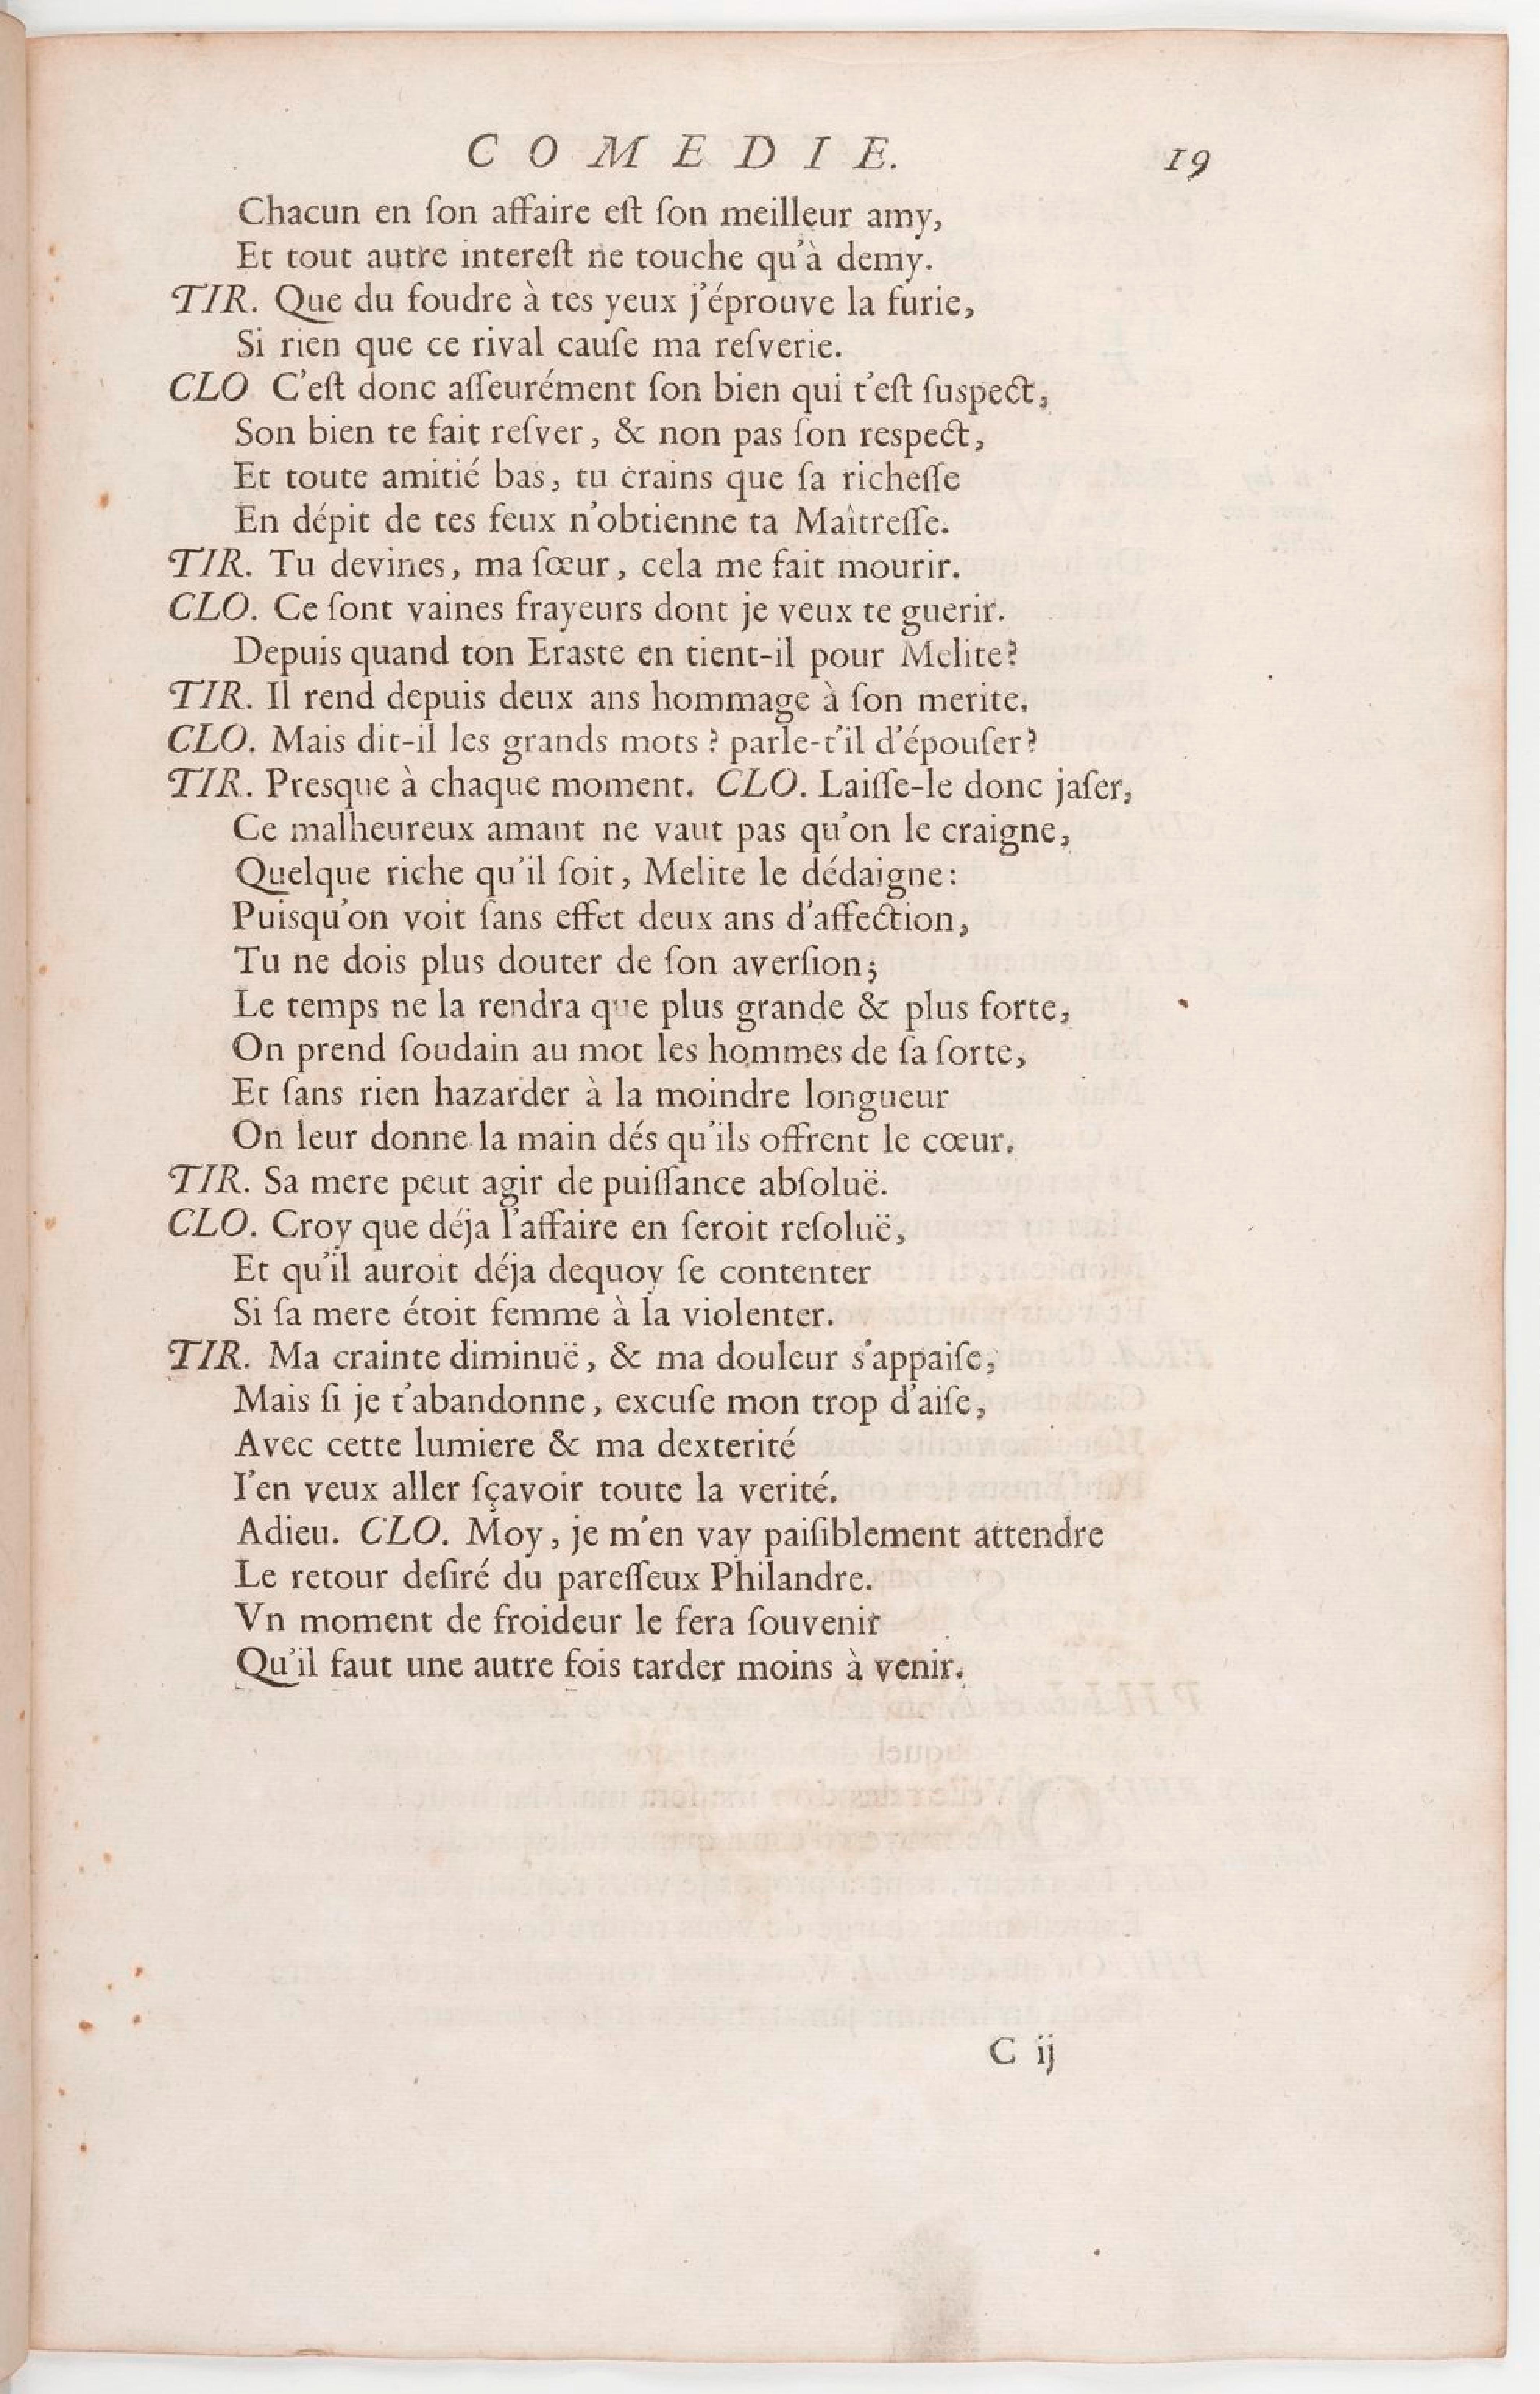 COMEDIE. 19
Chacun en ſon affaire eſt ſon meilleur amy,
Et tout autre intereſt ne touche qu'à demy.
TIR. Que du foudre à tes yeux j'éprouve la furie,
Si rien que ce rival cauſe ma reſverie.
CLO C'eſt donc aſſeurément ſon bien qui t'eſt ſuspect,
Son bien te fait reſver, & non pas ſon respect,
Et toute amitié bas, tu crains que ſa richeſſe
En dépit de tes feux n'obtienne ta Maîtreſſe.
TIR. Tu devines, ma ſœur, cela me fait mourir.
CLO. Ce ſont vaines frayeurs dont je veux te guerir.
Depuis quand ton Eraste en tient-il pour Melite?
TIR. Il rend depuis deux ans hommage à ſon merite.
CLO. Mais dit-il les grands mots? parle-t'il d'épouſer?
TIR. Presque à chaque moment. CLO. Laiſſe-le donc jaſer,
Ce malheureux amant ne vaut pas qu'on le craigne,
Quelque riche qu'il ſoit, Melite le dédaigne:
Puisqu'on voit ſans effet deux ans d'affection,
Tu ne dois plus douter de ſon averſion;
Le temps ne la rendra que plus grande & plus forte,
On prend ſoudain au mot les hommes de ſa ſorte,
Et ſans rien hazarder à la moindre longueur
On leur donne la main dés qu'ils offrent le cœur.
TIR. Sa mere peut agir de puiſſance abſoluë.
CLO. Croy que déja l'affaire en ſeroit reſoluë,
Et qu'il auroit déja dequoy ſe contenter
Si ſa mere étoit femme à la violenter.
TIR. Ma crainte diminuë, & ma douleur s'appaiſe,
Mais ſi je t'abandonne, excuſe mon trop d'aiſe,
Avec cette lumiere & ma dexterité
I'en veux aller ſçavoir toute la verité.
Adieu. CLO. Moy, je m'en vay paiſiblement attendre
Le retour deſiré du pareſſeux Philandre.
Vn moment de froideur le fera ſouvenir
Qu'il faut une autre fois tarder moins à venir.
C ij